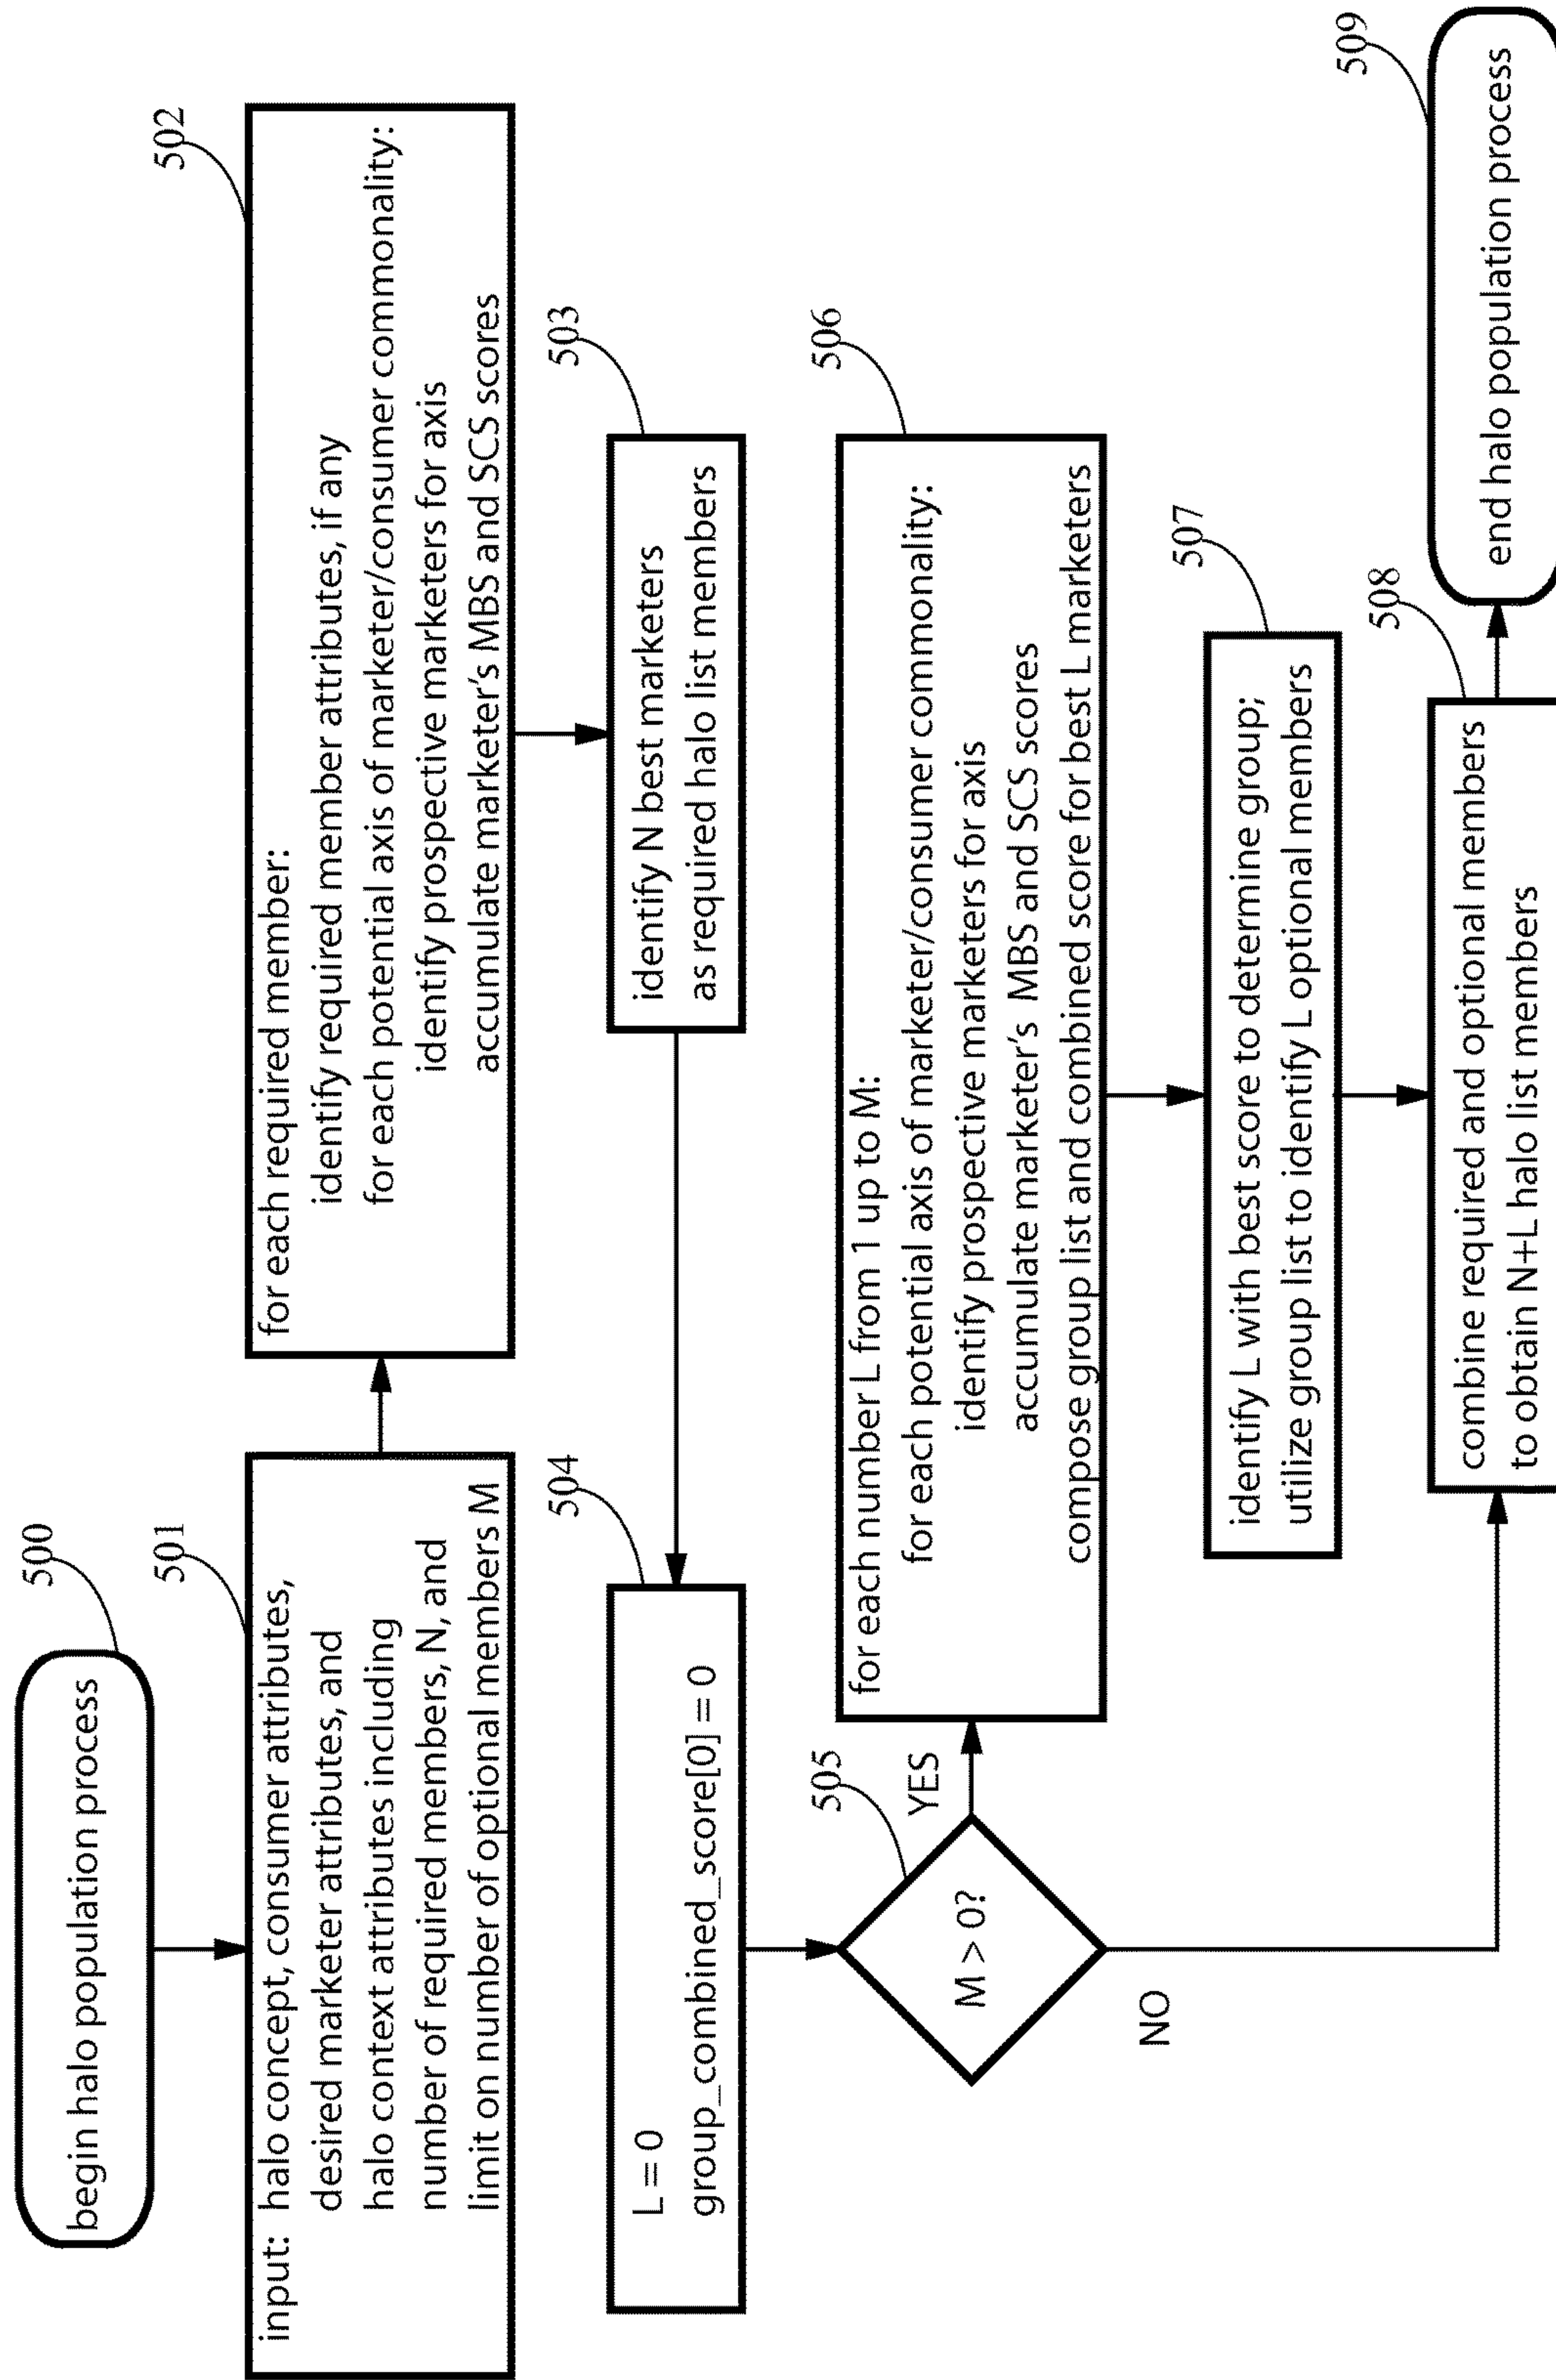 500
begin halo population process
501
input: halo concept, consumer attributes,
desired marketer attributes, and
halo context attributes including
number of required members, N, and
limit on number of optional members M
502
for each required member:
identify required member attributes, if any
for each potential axis of marketer/consumer commonality:
identify prospective marketers for axis
accumulate marketer's MBS and SCS scores
503
identify N best marketers
as required halo list members
504
L = 0
group_combined_score[0] = 0
505
M > 0?
YES
NO
506
for each number L from 1 up to M:
for each potential axis of marketer/consumer commonality:
identify prospective marketers for axis
accumulate marketer's MBS and SCS scores
compose group list and combined score for best L marketers
507
identify L with best score to determine group;
utilize group list to identify L optional members
508
combine required and optional members
to obtain N+L halo list members
509
end halo population process